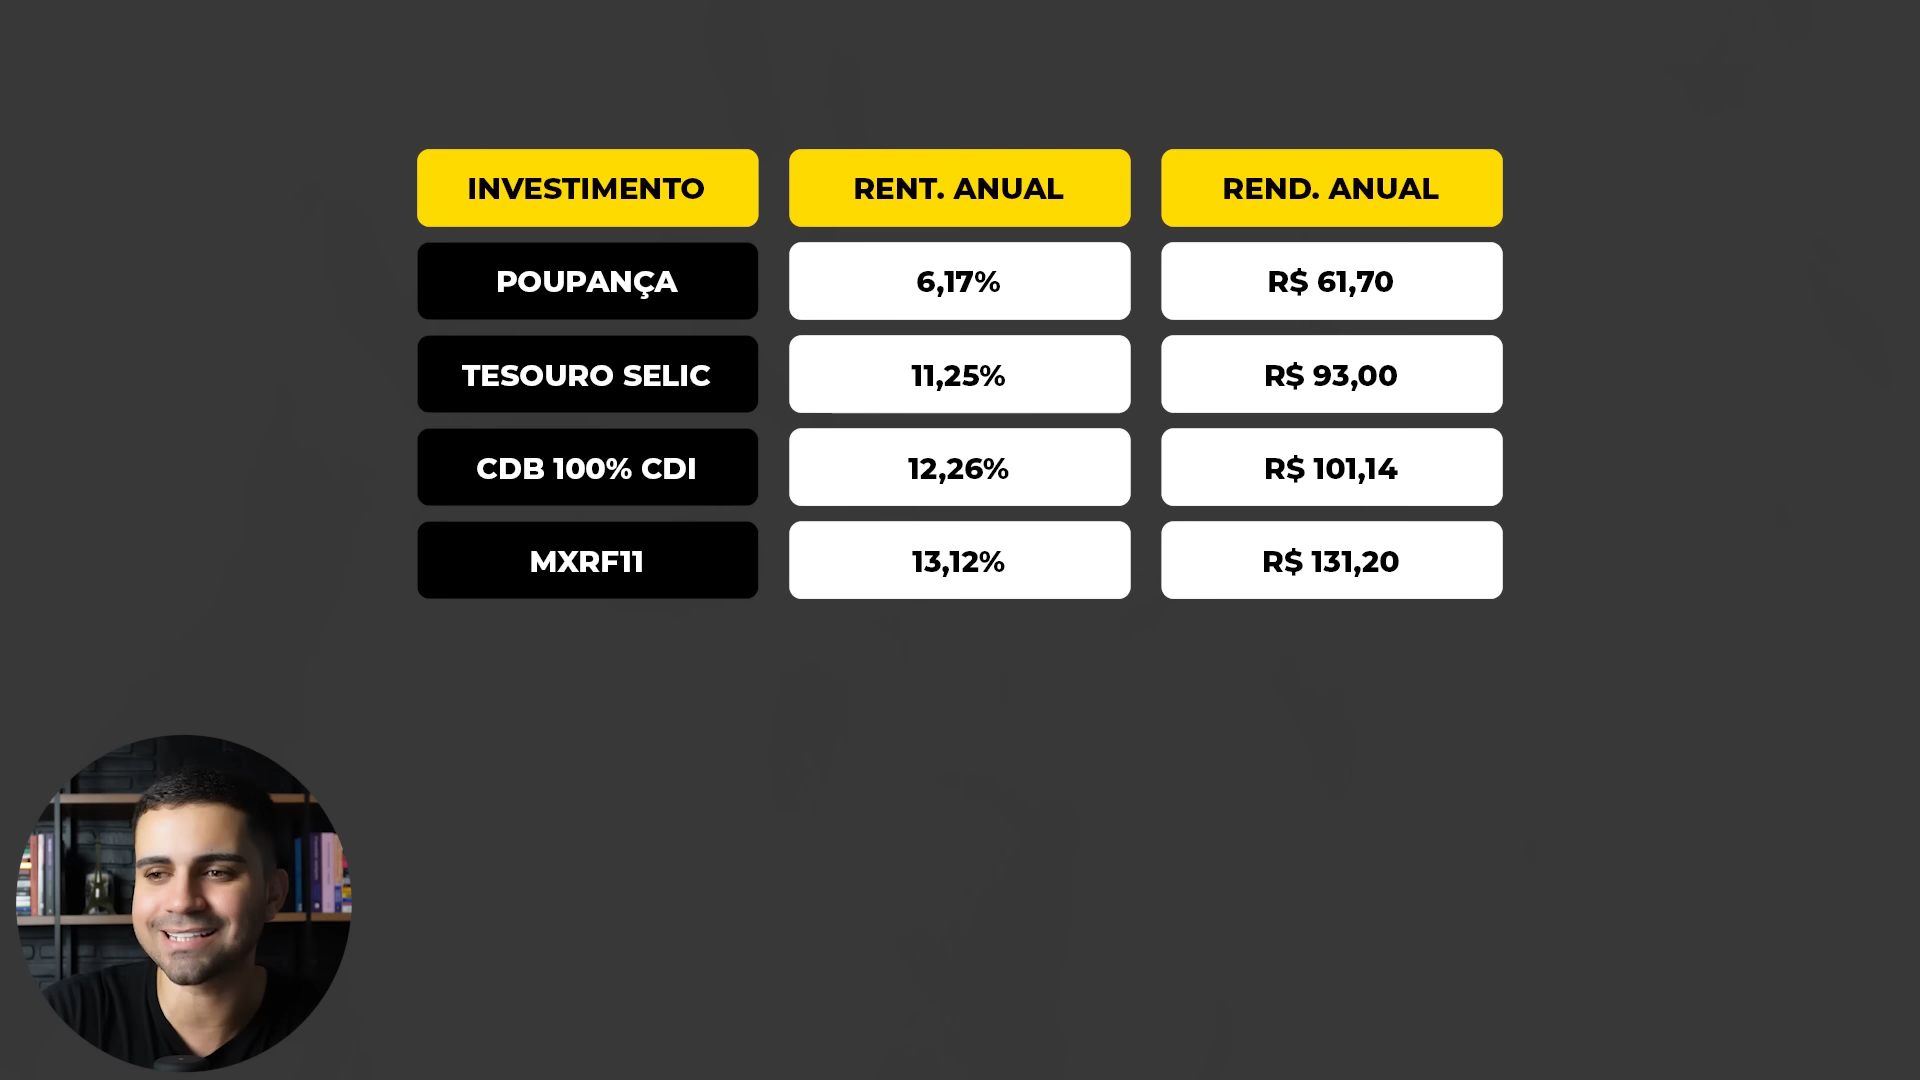 INVESTIMENTO RENT. ANUAL REND. ANUAL
POUPANÇA 6,17% R$ 61,70
TESOURO SELIC 11,25% R$ 93,00
CDB 100% CDI 12,26% R$ 101,14
MXRF11 13,12% R$ 131,20